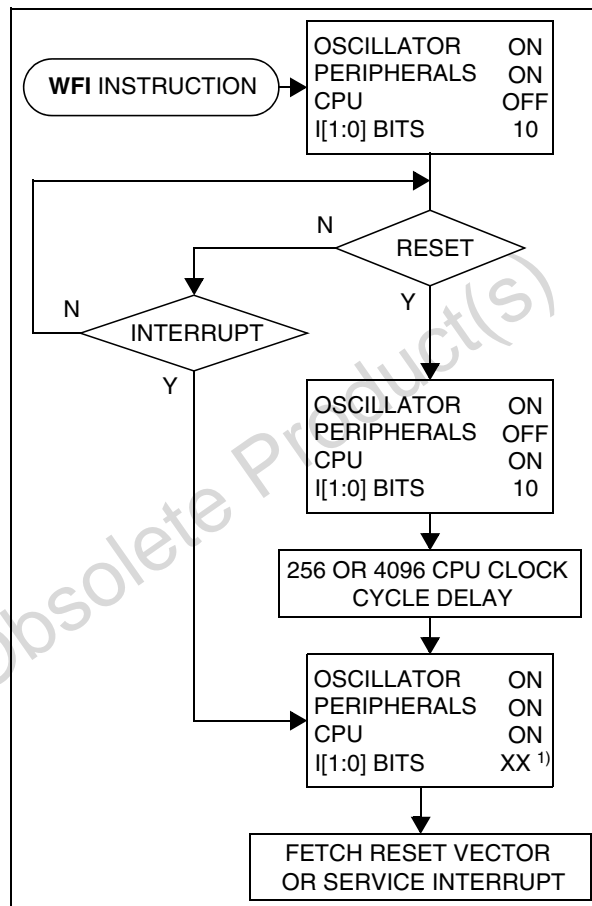 WFI INSTRUCTION
OSCILLATOR ON
PERIPHERALS ON
CPU OFF
I[1:0] BITS 10
N
RESET
N
INTERRUPT
Y
Y
OSCILLATOR ON
PERIPHERALS OFF
CPU ON
I[1:0] BITS 10
256 OR 4096 CPU CLOCK
CYCLE DELAY
OSCILLATOR ON
PERIPHERALS ON
CPU ON
I[1:0] BITS XX 1)
FETCH RESET VECTOR
OR SERVICE INTERRUPT
Obsolete Product(s)